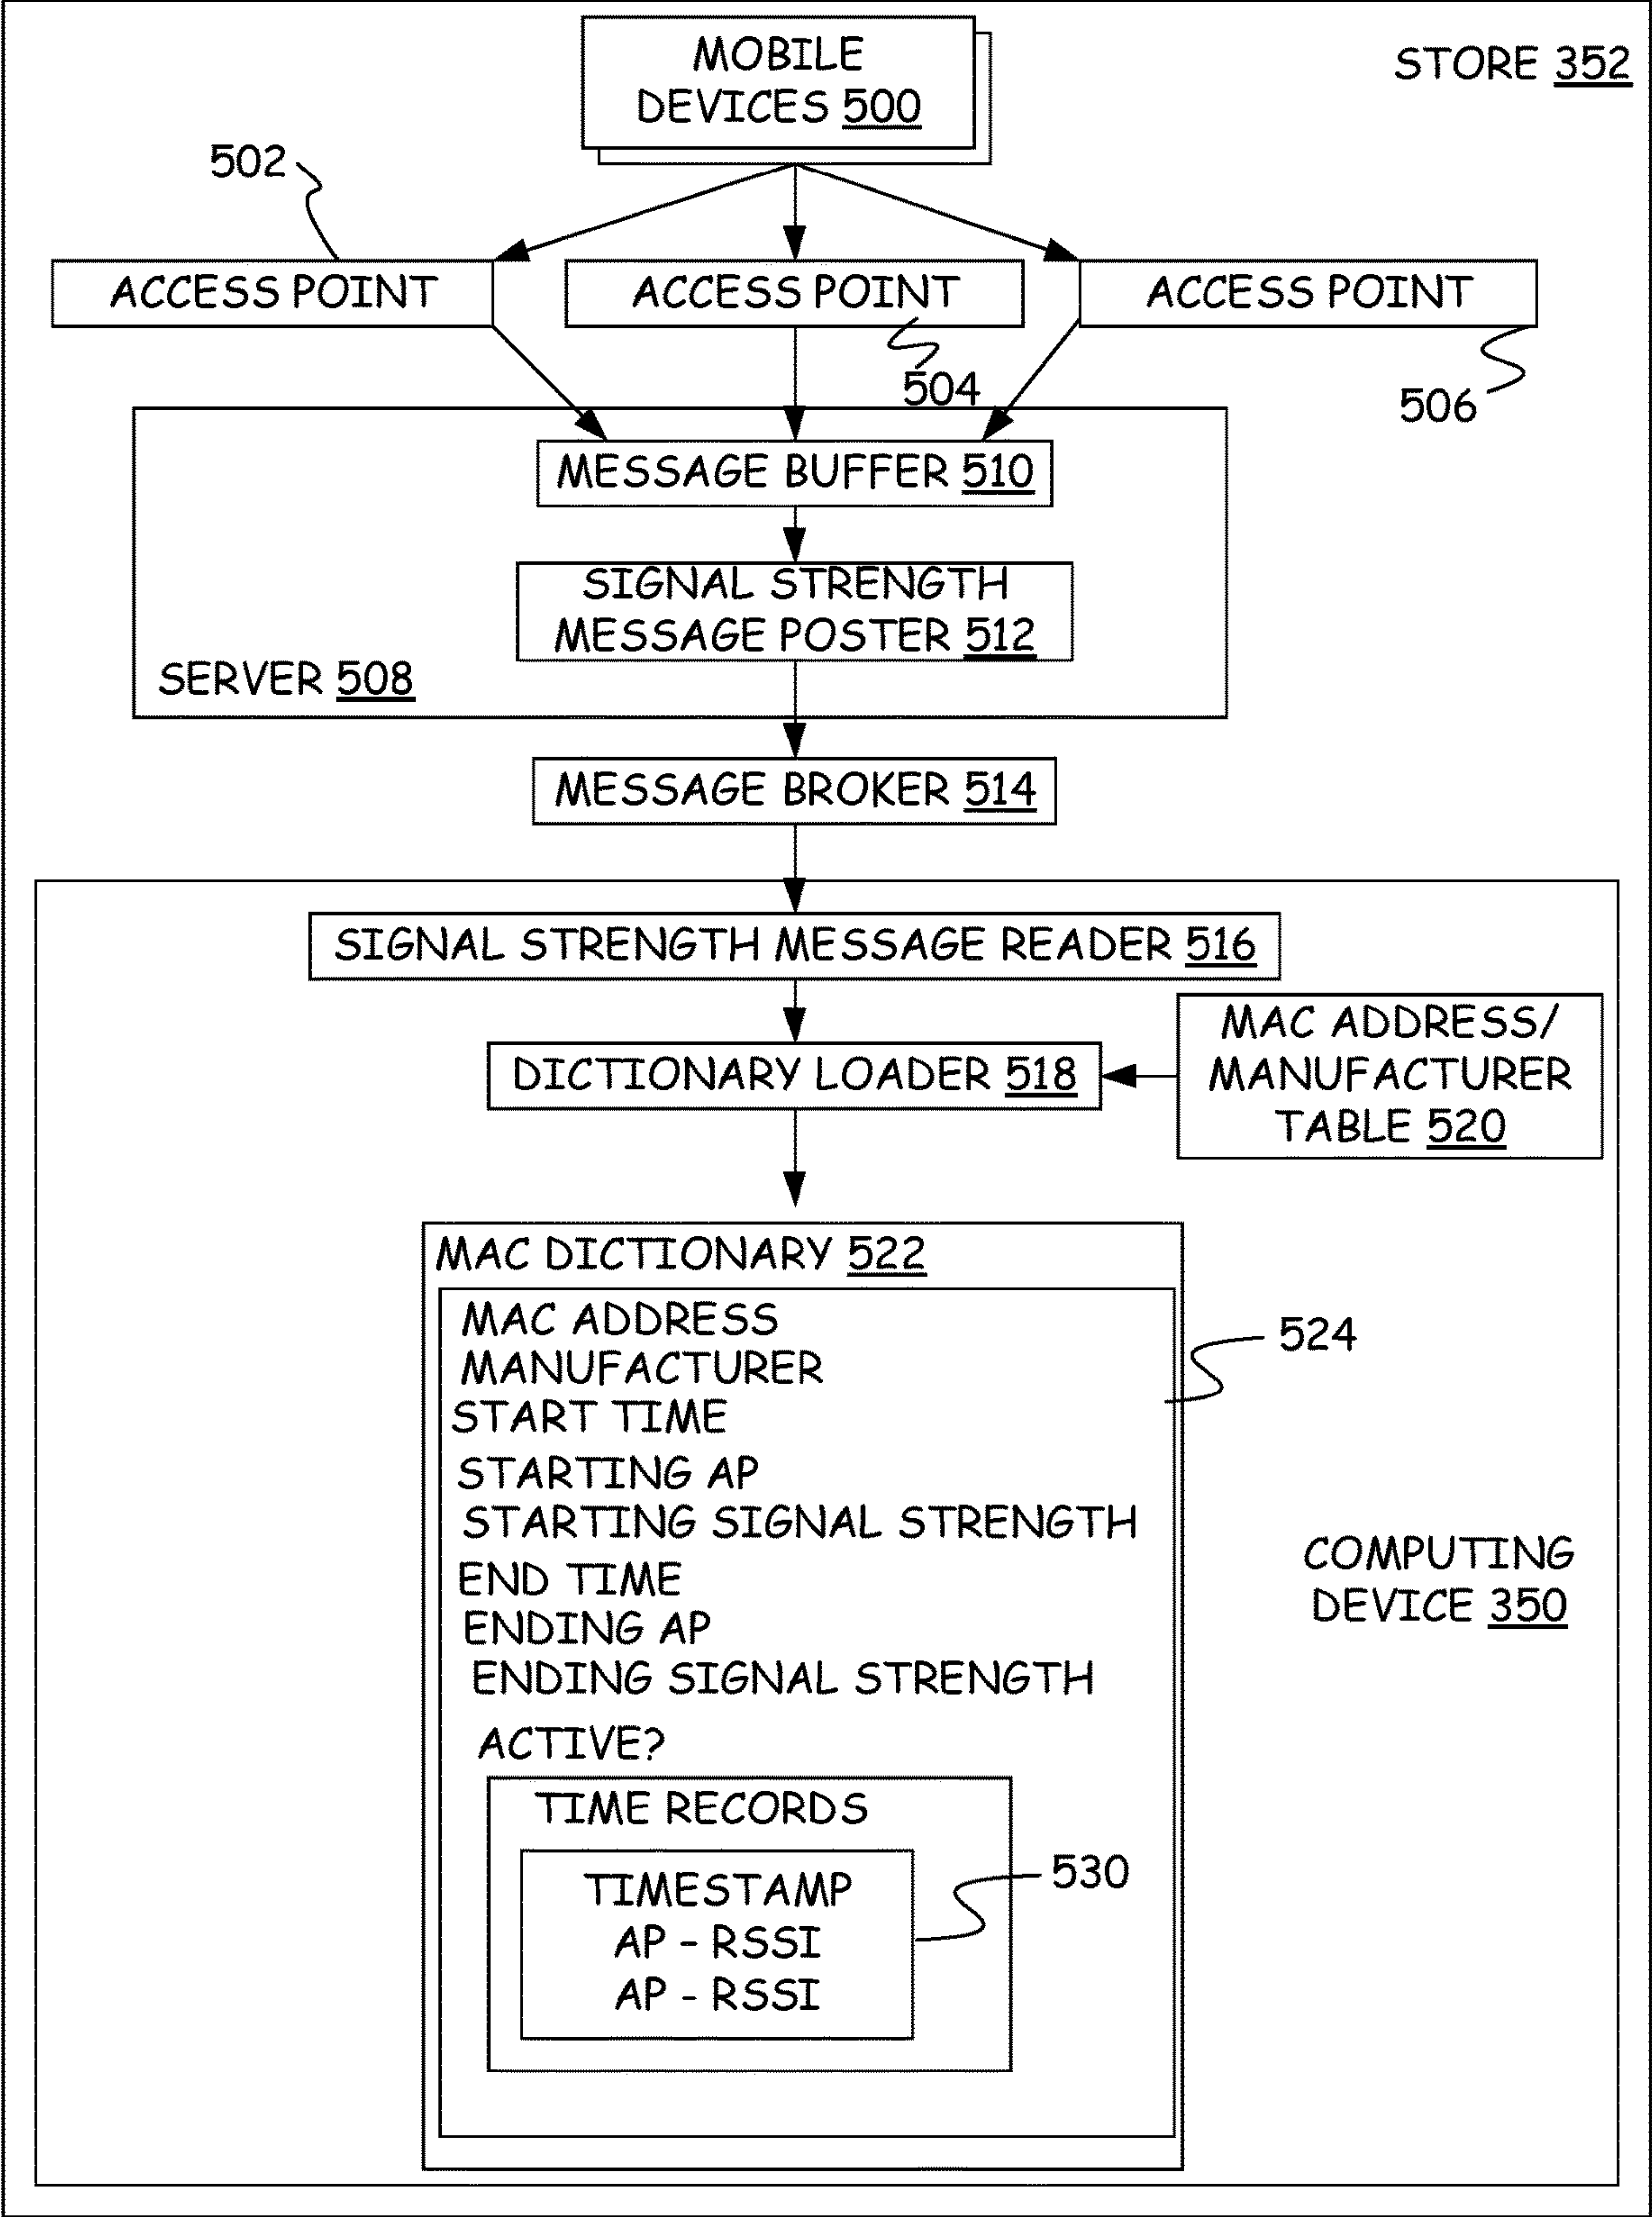 MOBILE
DEVICES 500
STORE 352
502
ACCESS POINT
ACCESS POINT
ACCESS POINT
504
506
MESSAGE BUFFER 510
SIGNAL STRENGTH
MESSAGE POSTER 512
SERVER 508
MESSAGE BROKER 514
SIGNAL STRENGTH MESSAGE READER 516
DICTIONARY LOADER 518
MAC ADDRESS/
MANUFACTURER
TABLE 520
MAC DICTIONARY 522
MAC ADDRESS
MANUFACTURER
START TIME
STARTING AP
STARTING SIGNAL STRENGTH
END TIME
ENDING AP
ENDING SIGNAL STRENGTH
ACTIVE?
TIME RECORDS
TIMESTAMP
AP - RSSI
AP - RSSI
524
530
COMPUTING
DEVICE 350